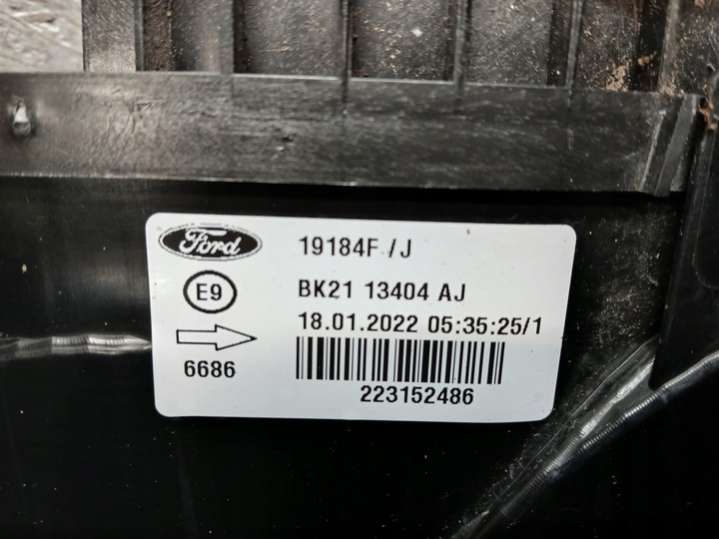 Ford
19184F /J
E9
BK21 13404 AJ
18.01.2022 05:35:25/1
6686
223152486